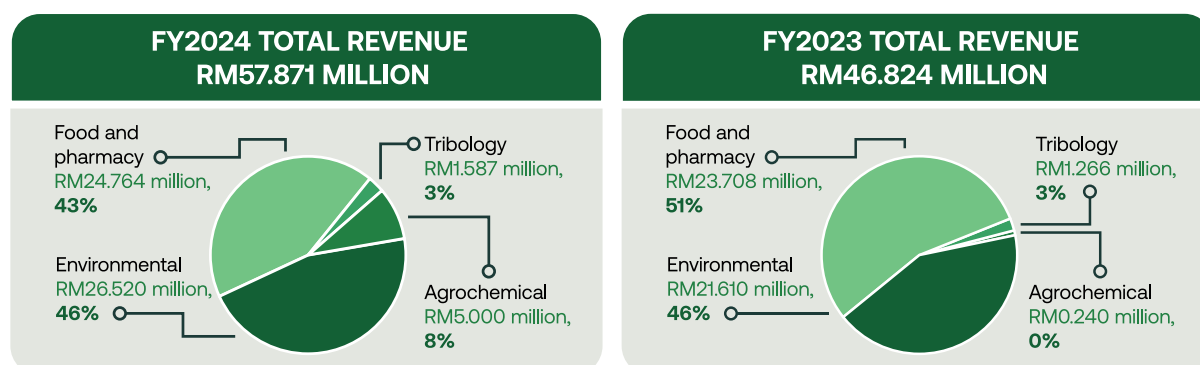 FY2024 TOTAL REVENUE
RM57.871 MILLION
Food and
pharmacy
RM24.764 million,
43%
Tribology
RM1.587 million,
3%
Environmental
RM26.520 million,
46%
Agrochemical
RM5.000 million,
8%
FY2023 TOTAL REVENUE
RM46.824 MILLION
Food and
pharmacy
RM23.708 million,
51%
Tribology
RM1.266 million,
3%
Environmental
RM21.610 million,
46%
Agrochemical
RM0.240 million,
0%